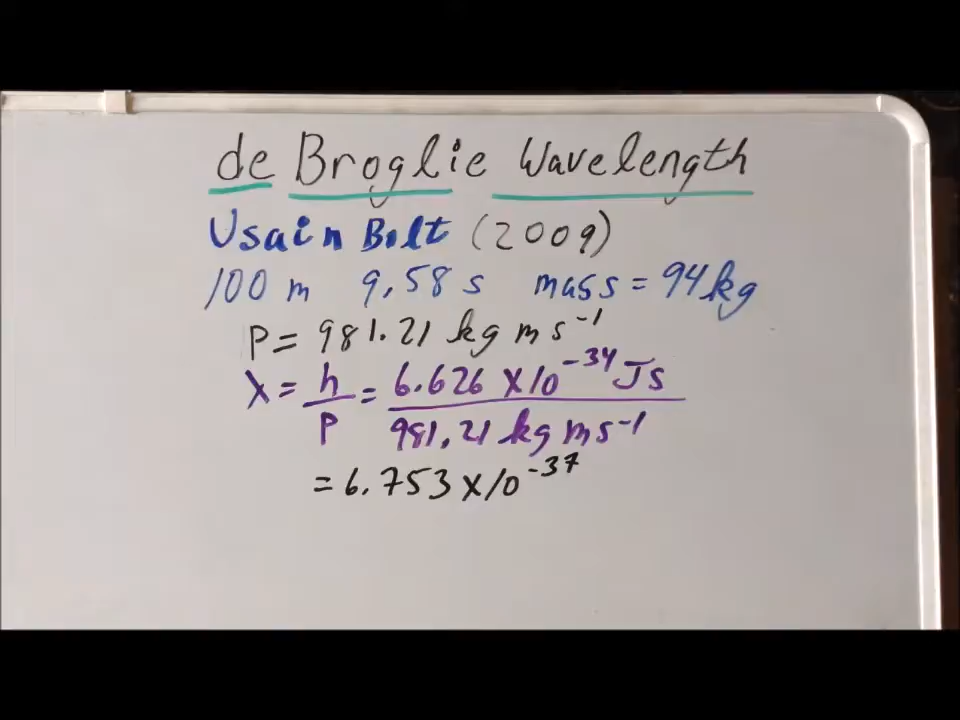 de Broglie Wavelength
Usain Bolt (2009)
100 m 9.58 s mass = 94 kg
P = 981.21 kg m s⁻¹
λ = h/P = 6.626 × 10⁻³⁴ Js / 981.21 kg m s⁻¹
= 6.753 × 10⁻³⁷